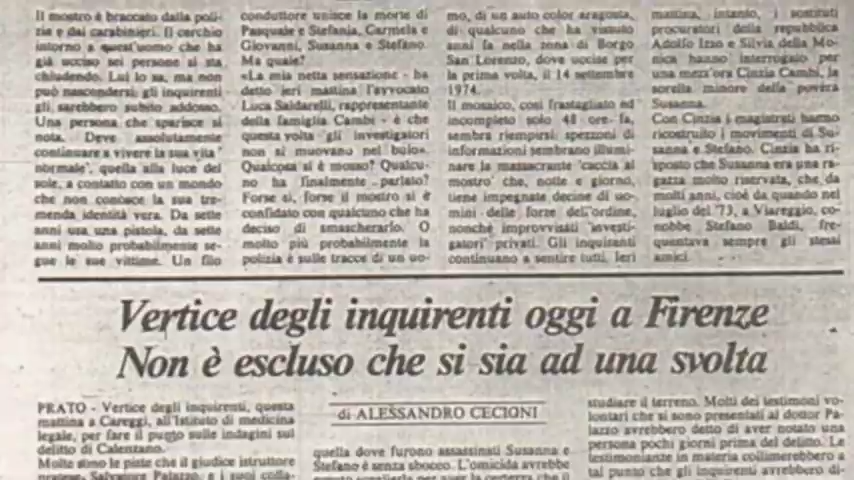 Il mostro è braccato dalla poli-
zia e dai carabinieri. Il cerchio
intorno a quest'uomo che ha
già ucciso sei persone si sta
chiudendo. Lui lo sa, ma non
può nascondersi: gli inquirenti
gli sarebbero subito addosso.
Una persona che sparisce si
nota. Deve assolutamente
continuare a vivere la sua vita
'normale', quella alla luce del
sole, a contatto con un mondo
che non conosce la sua tre-
menda identità vera. Da sette
anni usa una pistola, da sette
anni molto probabilmente se-
gue le sue vittime. Un filo
conduttore unisce la morte di
Pasquale e Stefania, Carmela e
Giovanni, Susanna e Stefano.
Ma quale?
«La mia netta sensazione - ha
detto ieri mattina l'avvocato
Luca Saldarelli, rappresentante
della famiglia Cambi - è che
questa volta gli investigatori
non si muovano nel buio».
Qualcosa si è mosso? Qualcu-
no ha finalmente parlato?
Forse sì, forse il mostro si è
confidato con qualcuno che ha
deciso di smascherarlo. O
molto più probabilmente la
polizia è sulle tracce di un uo-
mo, di un auto color aragosta,
di qualcuno che ha vissuto
anni fa nella zona di Borgo
San Lorenzo, dove uccise per
la prima volta, il 14 settembre
1974.
Il mosaico, così frastagliato ed
incompleto solo 48 ore fa,
sembra riempirsi: spezzoni di
informazioni sembrano illumi-
nare la massacrante 'caccia al
mostro' che, notte e giorno,
tiene impegnate decine di uo-
mini delle forze dell'ordine,
nonchè improvvisati 'investi-
gatori' privati. Gli inquirenti
continuano a sentire tutti. Ieri
mattina, intanto, i sostituti
procuratori della repubblica
Adolfo Izzo e Silvia della Mo-
nica hanno interrogato per
una mezz'ora Cinzia Cambi, la
sorella minore della povera
Susanna.
Con Cinzia i magistrati hanno
ricostruito i movimenti di Su-
sanna e Stefano. Cinzia ha ri-
sposto che Susanna era una ra-
gazza molto riservata, che da
molti anni, cioè da quando nel
luglio del '73, a Viareggio, co-
nobbe Stefano Baldi, fre-
quentava sempre gli stessi
amici.
Vertice degli inquirenti oggi a Firenze
Non è escluso che si sia ad una svolta
PRATO - Vertice degli inquirenti, questa
mattina a Careggi, all'Istituto di medicina
legale, per fare il punto sulle indagini sul
delitto di Calenzano.
Molte sono le piste che il giudice istruttore
Salvatore Palazzo, e i suoi colla-
di ALESSANDRO CECIONI
quella dove furono assassinati Susanna e
Stefano è senza sbocco. L'omicida avrebbe
studiare il terreno. Molti dei testimoni vo-
lontari che si sono presentati al dottor Pa-
lazzo avrebbero detto di aver notato una
persona pochi giorni prima del delitto. Le
testimonianze in materia collimerebbero a
tal punto che gli inquirenti avrebbero di-